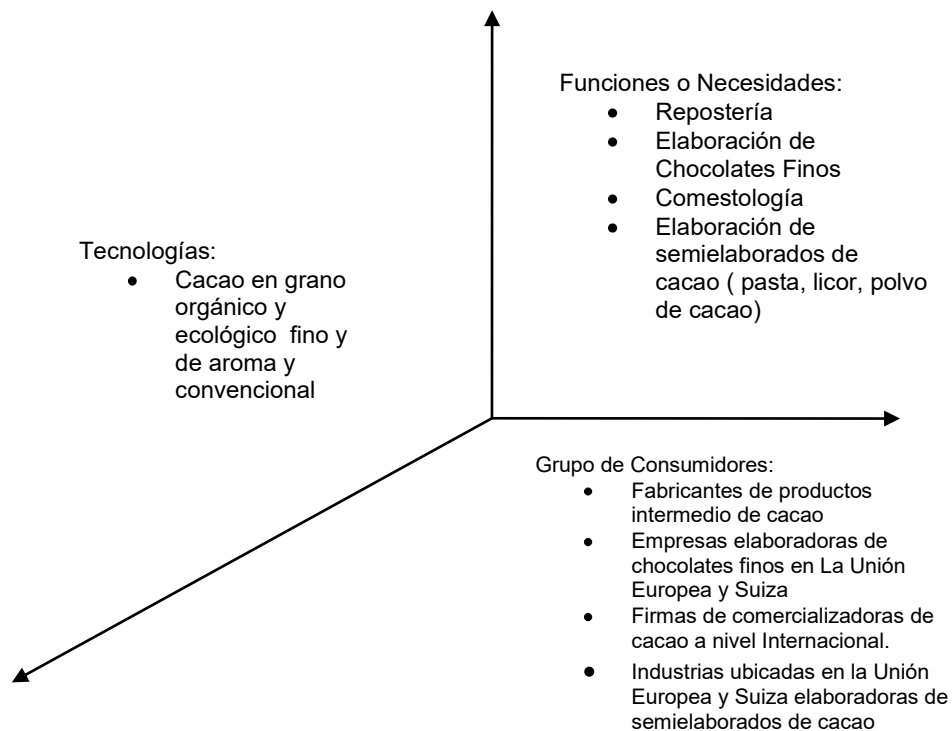 Funciones o Necesidades:
• Repostería
• Elaboración de
Chocolates Finos
• Comestología
• Elaboración de
semielaborados de
cacao ( pasta, licor, polvo
de cacao)
Tecnologías:
• Cacao en grano
orgánico y
ecológico fino y
de aroma y
convencional
Grupo de Consumidores:
• Fabricantes de productos
intermedio de cacao
• Empresas elaboradoras de
chocolates finos en La Unión
Europea y Suiza
• Firmas de comercializadoras de
cacao a nivel Internacional.
• Industrias ubicadas en la Unión
Europea y Suiza elaboradoras de
semielaborados de cacao